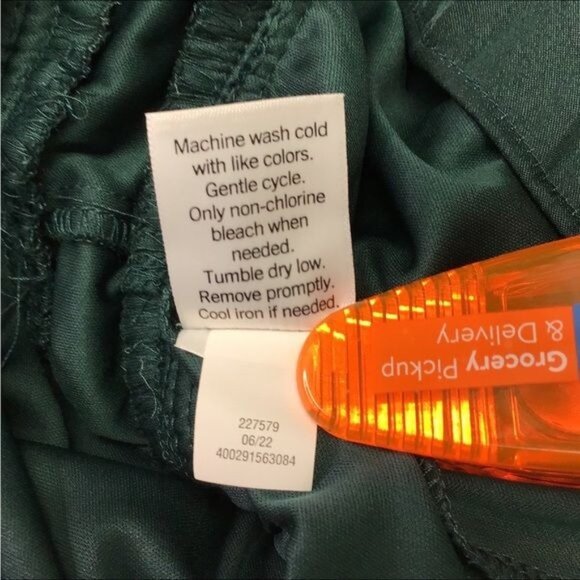 Machine wash cold
with like colors.
Gentle cycle.
Only non-chlorine
bleach when
needed.
Tumble dry low.
Remove promptly.
Cool iron if needed.
227579
06/22
400291563084
Grocery Pickup
& Delivery